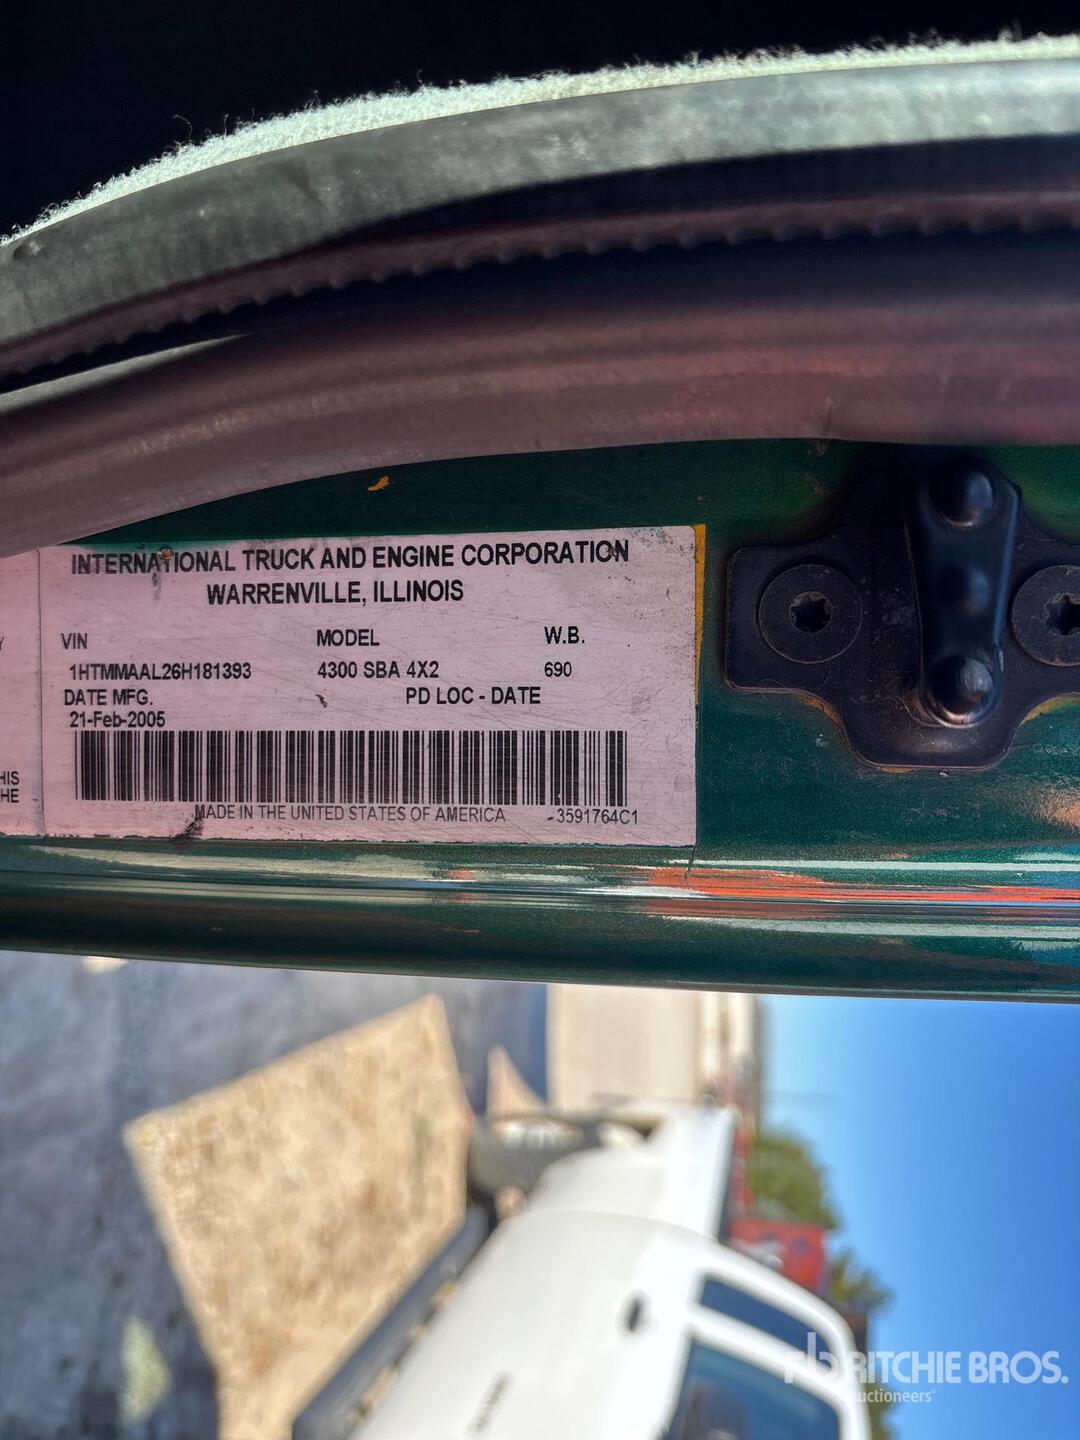 INTERNATIONAL TRUCK AND ENGINE CORPORATION
WARRENVILLE, ILLINOIS
VIN MODEL W.B.
1HTMMAAL26H181393 4300 SBA 4X2 690
DATE MFG. PD LOC - DATE
21-Feb-2005
MADE IN THE UNITED STATES OF AMERICA -3591764C1
Y
HIS
HE
RITCHIE BROS.
Auctioneers